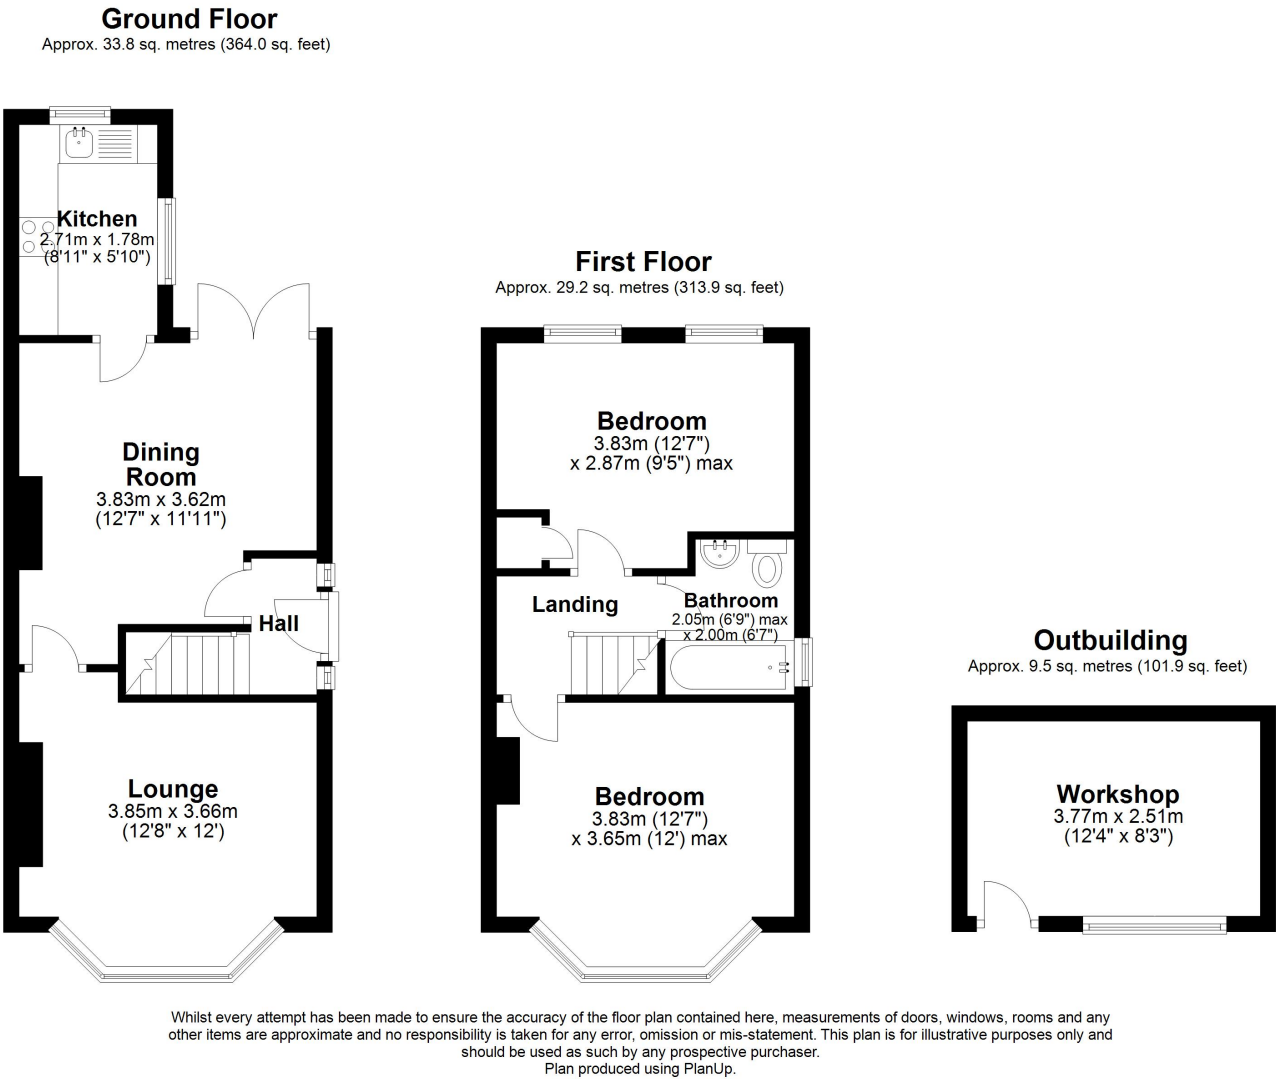 Ground Floor
Approx. 33.8 sq. metres (364.0 sq. feet)
Kitchen
2.71m x 1.78m
(8'11" x 5'10")
Dining
Room
3.83m x 3.62m
(12'7" x 11'11")
Hall
Lounge
3.85m x 3.66m
(12'8" x 12')
First Floor
Approx. 29.2 sq. metres (313.9 sq. feet)
Bedroom
3.83m (12'7")
x 2.87m (9'5") max
Landing
Bathroom
2.05m (6'9") max
x 2.00m (6'7")
Bedroom
3.83m (12'7")
x 3.65m (12') max
Outbuilding
Approx. 9.5 sq. metres (101.9 sq. feet)
Workshop
3.77m x 2.51m
(12'4" x 8'3")
Whilst every attempt has been made to ensure the accuracy of the floor plan contained here, measurements of doors, windows, rooms and any
other items are approximate and no responsibility is taken for any error, omission or mis-statement. This plan is for illustrative purposes only and
should be used as such by any prospective purchaser.
Plan produced using PlanUp.